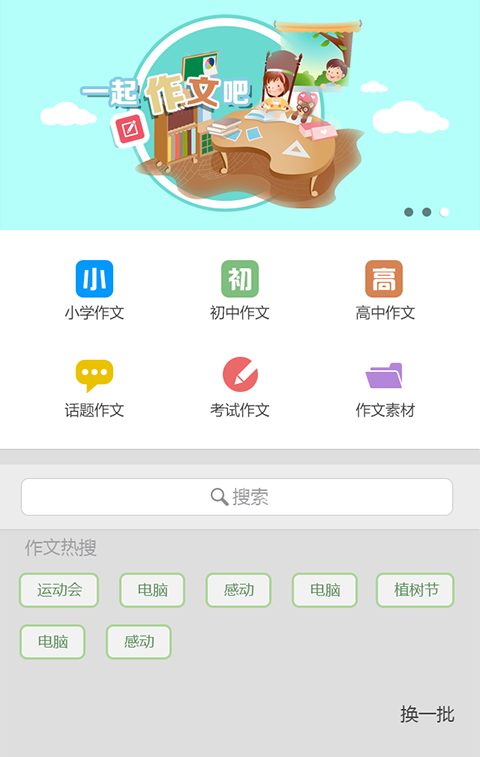 一起作文吧
小 初 高
小学作文 初中作文 高中作文
话题作文 考试作文 作文素材
搜索
作文热搜
运动会 电脑 感动 电脑 植树节
电脑 感动
换一批